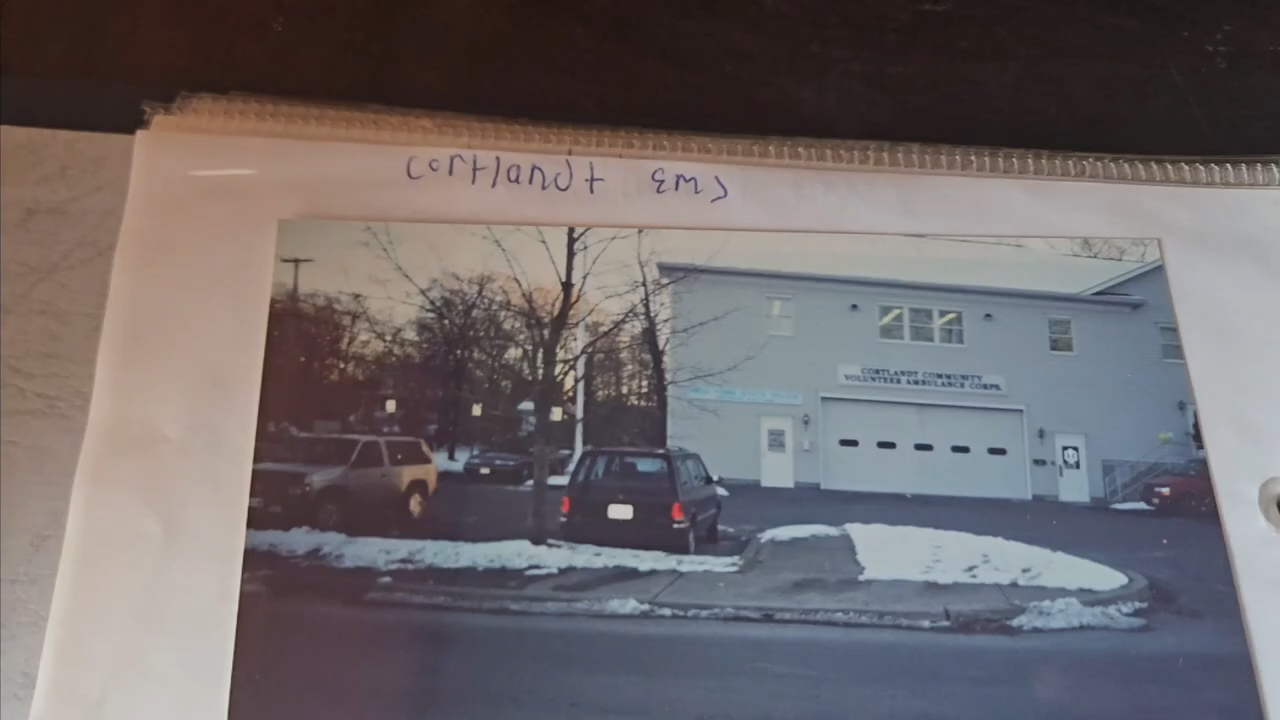 Cortlandt EMS
CORTLANDT COMMUNITY
VOLUNTEER AMBULANCE CORPS.